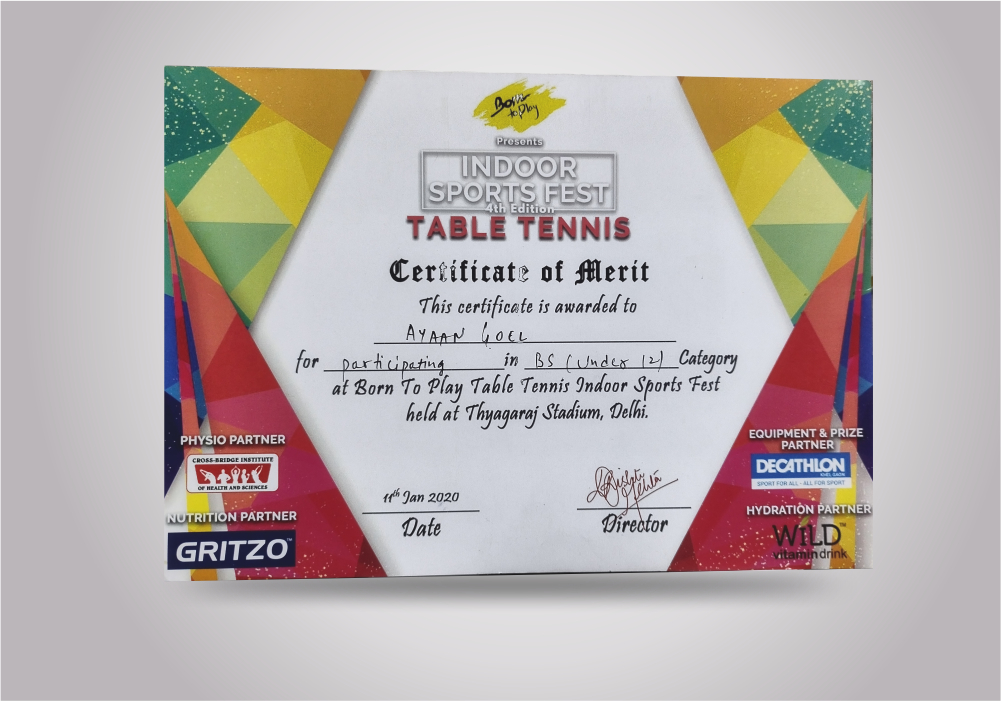 Born
to Play
Presents
INDOOR
SPORTS FEST
4th Edition
TABLE TENNIS
Certificate of Merit
This certificate is awarded to
AYAAN GOEL
for participating in BS (Under 12) Category
at Born To Play Table Tennis Indoor Sports Fest
held at Thyagaraj Stadium, Delhi.
PHYSIO PARTNER
CROSS-BRIDGE INSTITUTE
OF HEALTH AND SCIENCES
NUTRITION PARTNER
GRITZO™
11th Jan 2020
Date
Director
EQUIPMENT & PRIZE
PARTNER
DECATHLON
SPORT FOR ALL - ALL FOR SPORT
HYDRATION PARTNER
WiLD™
vitamin drink